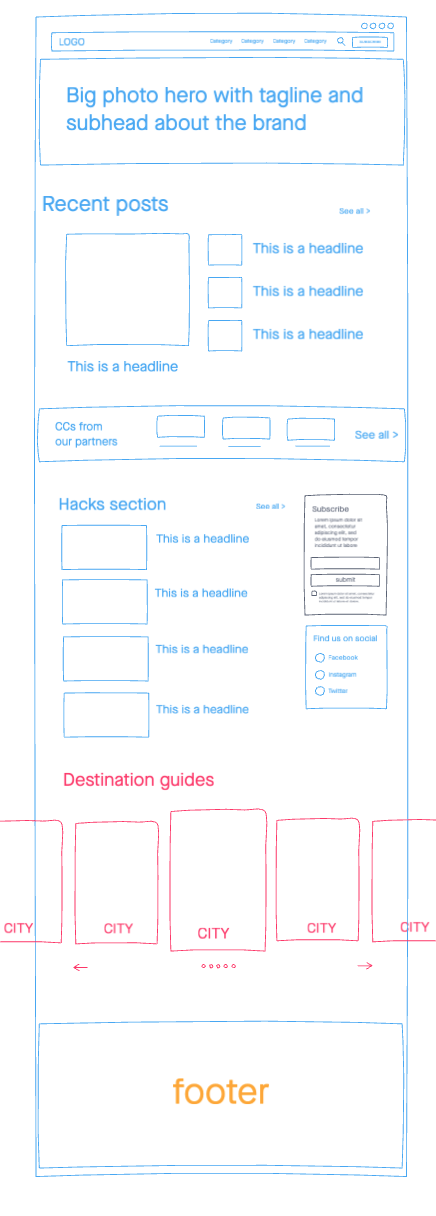 LOGO
Category Category Category Category
Big photo hero with tagline and
subhead about the brand
Recent posts
See all >
This is a headline
This is a headline
This is a headline
This is a headline
CCs from
our partners
See all >
Hacks section
See all >
This is a headline
This is a headline
This is a headline
This is a headline
Subscribe
Lorem ipsum dolor sit
amet, consectetur
adipiscing elit, sed
do eiusmod tempor
incididunt ut labore
submit
Find us on social
Facebook
Instagram
Twitter
Destination guides
CITY
CITY
CITY
CITY
CITY
footer